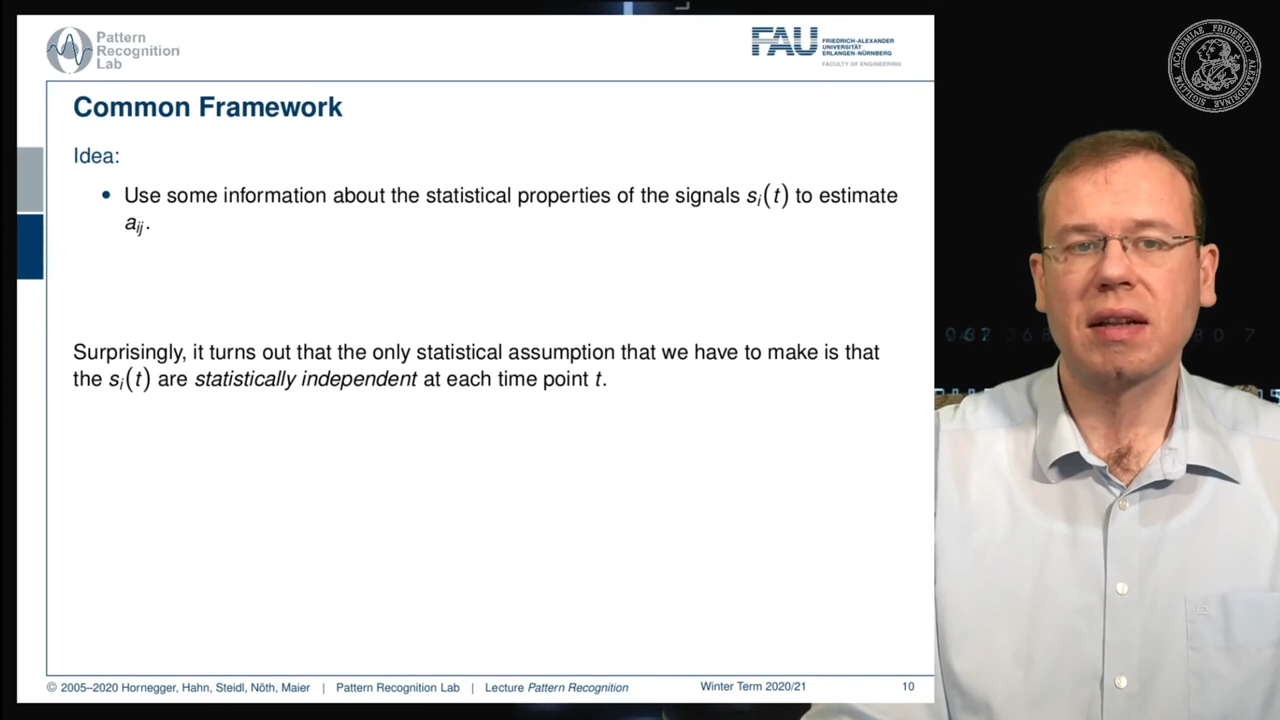 Pattern
Recognition
Lab
FAU
FRIEDRICH-ALEXANDER
UNIVERSITÄT
ERLANGEN-NÜRNBERG
FACULTY OF ENGINEERING
Common Framework
Idea:
• Use some information about the statistical properties of the signals sᵢ(t) to estimate
aᵢⱼ.
Surprisingly, it turns out that the only statistical assumption that we have to make is that
the sᵢ(t) are statistically independent at each time point t.
© 2005–2020 Hornegger, Hahn, Steidl, Nöth, Maier | Pattern Recognition Lab | Lecture Pattern Recognition Winter Term 2020/21 10